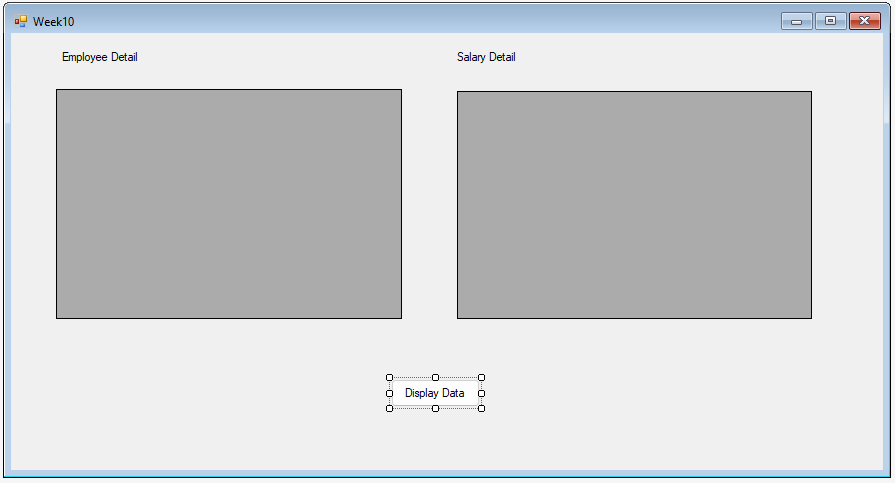 Week10
Employee Detail
Salary Detail
Display Data